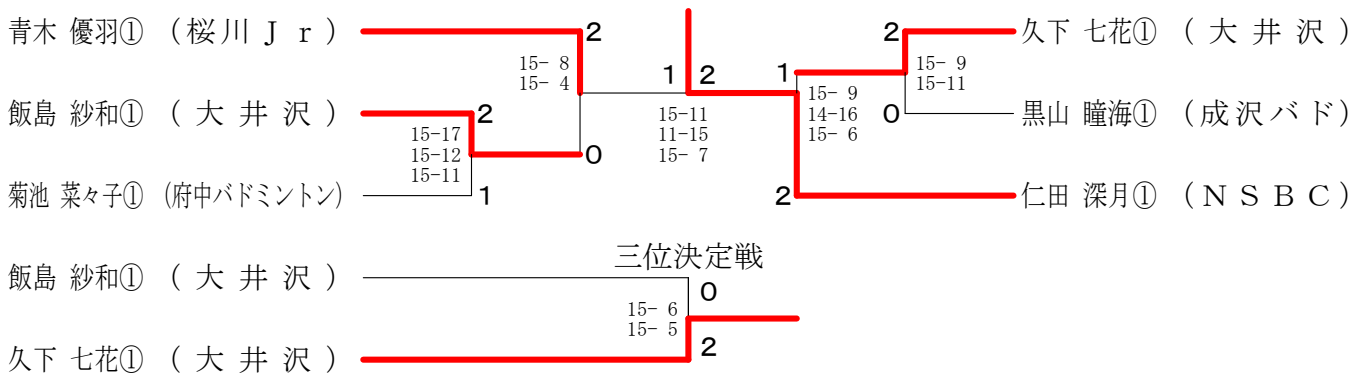 青木 優羽① (桜川Jr) 2 2 久下 七花① (大井沢)
15- 8 15- 9
15- 4 1 2 1 15-11
飯島 紗和① (大井沢) 2 15-11 15- 9 0 黒山 瞳海① (成沢バド)
15-17 11-15 14-16
15-12 0 15- 7 15- 6
15-11
菊池 菜々子① (府中バドミントン) 1 2 仁田 深月① (NSBC)
三位決定戦
飯島 紗和① (大井沢) 0
15- 6
15- 5
久下 七花① (大井沢) 2